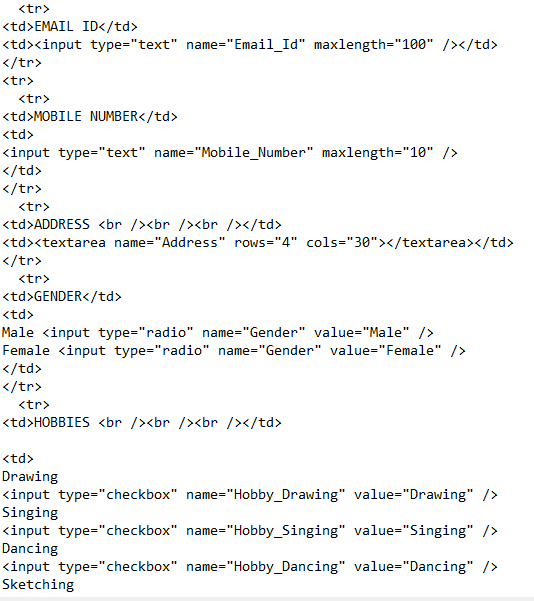 <tr>
<td>EMAIL ID</td>
<td><input type="text" name="Email_Id" maxlength="100" /></td>
</tr>
<tr>
<tr>
<td>MOBILE NUMBER</td>
<td>
<input type="text" name="Mobile_Number" maxlength="10" />
</td>
</tr>
<tr>
<td>ADDRESS <br /><br /><br /></td>
<td><textarea name="Address" rows="4" cols="30"></textarea></td>
</tr>
<tr>
<td>GENDER</td>
<td>
Male <input type="radio" name="Gender" value="Male" />
Female <input type="radio" name="Gender" value="Female" />
</td>
</tr>
<tr>
<td>HOBBIES <br /><br /><br /></td>
<td>
Drawing
<input type="checkbox" name="Hobby_Drawing" value="Drawing" />
Singing
<input type="checkbox" name="Hobby_Singing" value="Singing" />
Dancing
<input type="checkbox" name="Hobby_Dancing" value="Dancing" />
Sketching